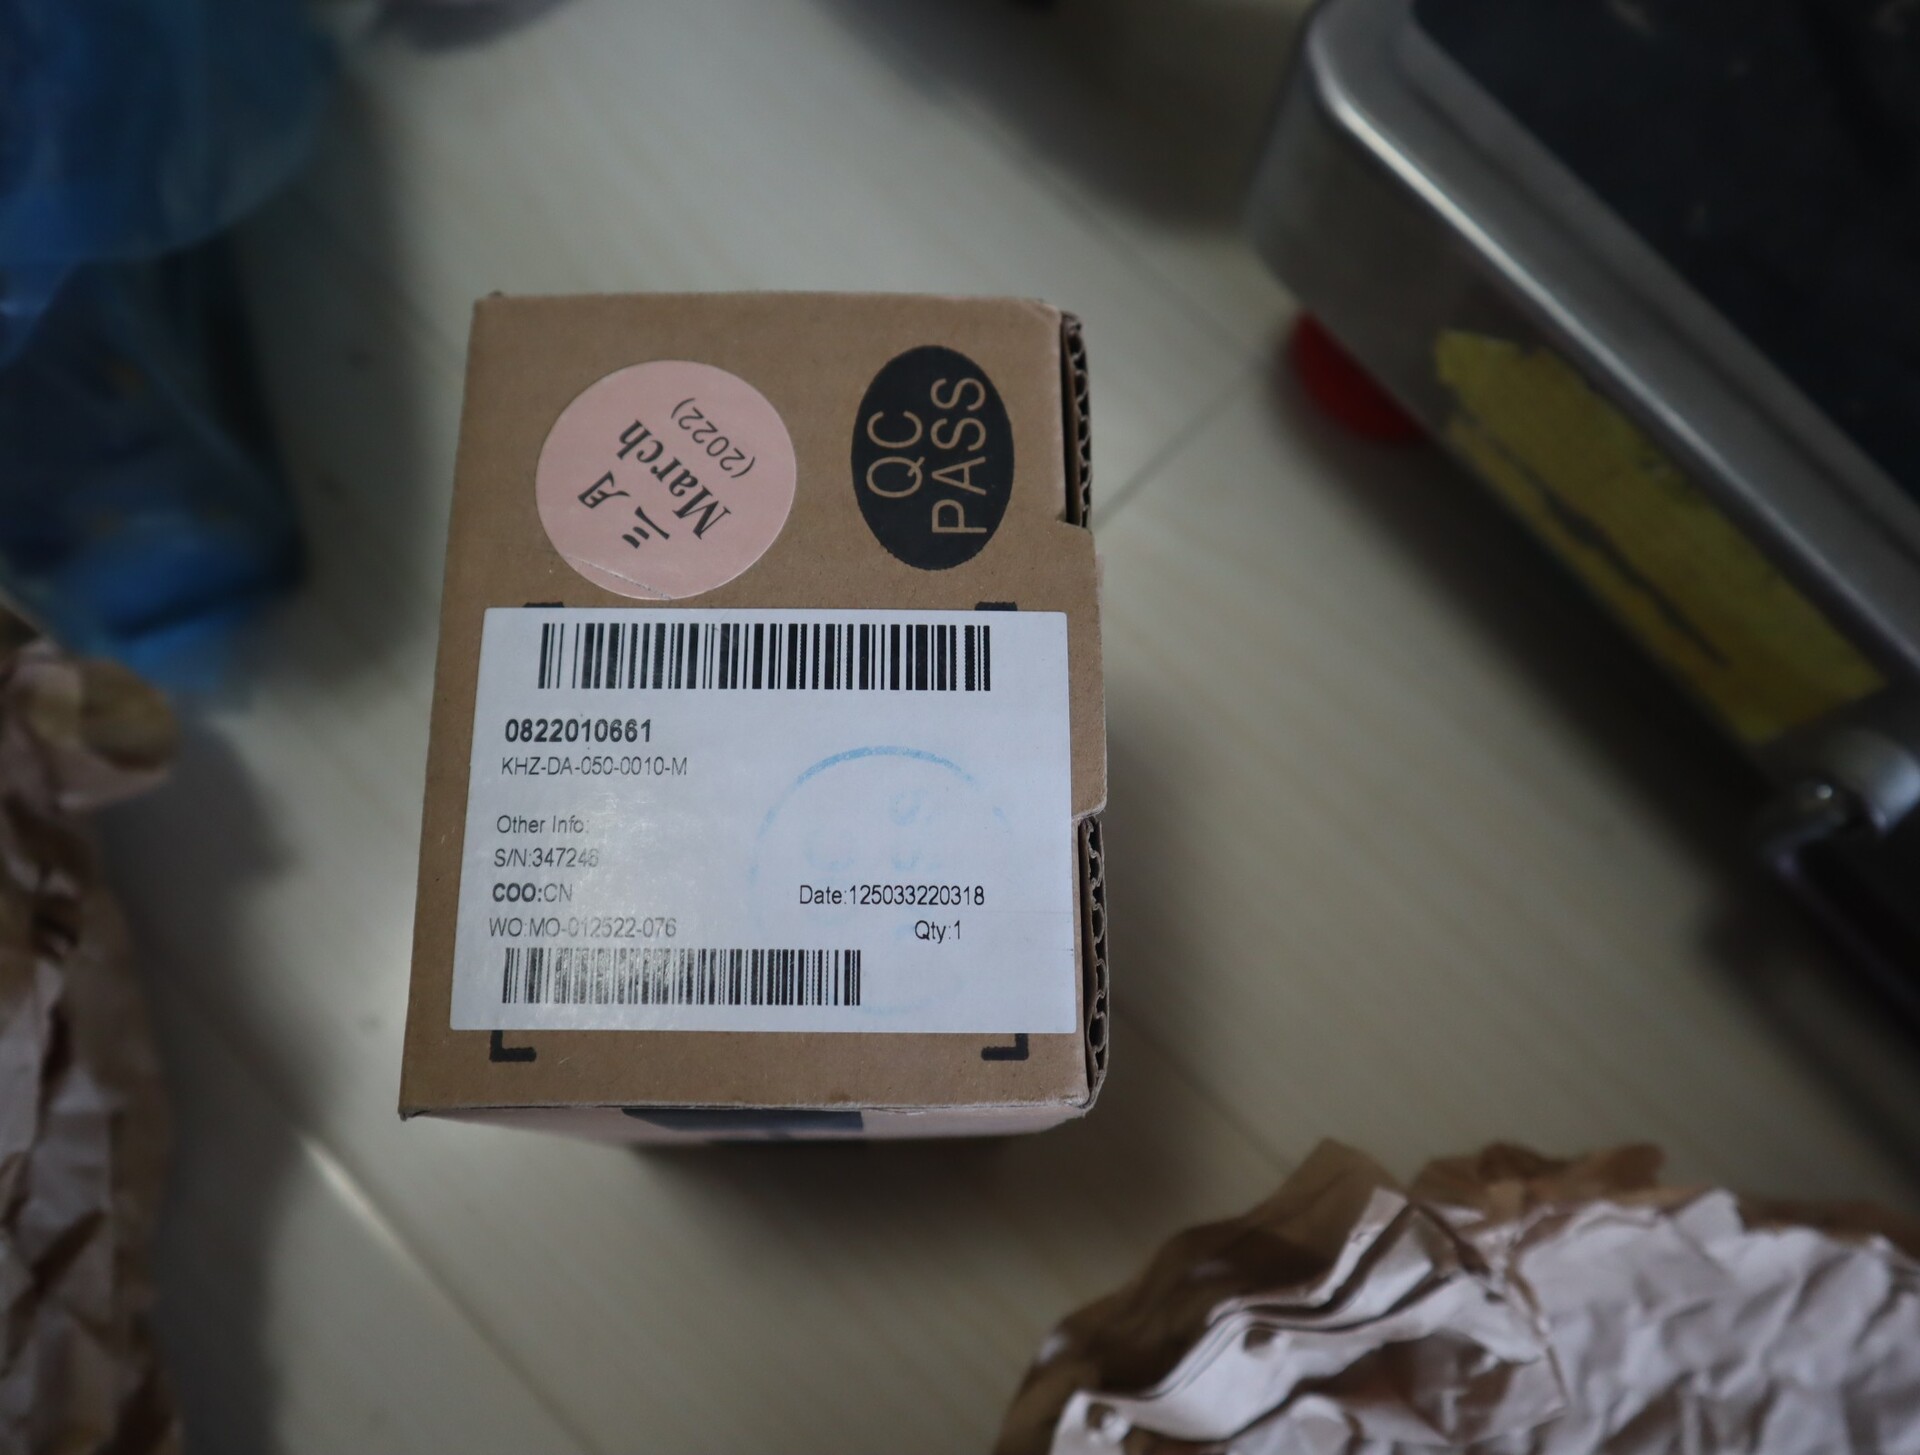 三月
March
(2022)
QC
PASS
0822010661
KHZ-DA-050-0010-M
Other Info:
S/N:347246
COO:CN
Date:125033220318
WO:MO-012522-076
Qty:1